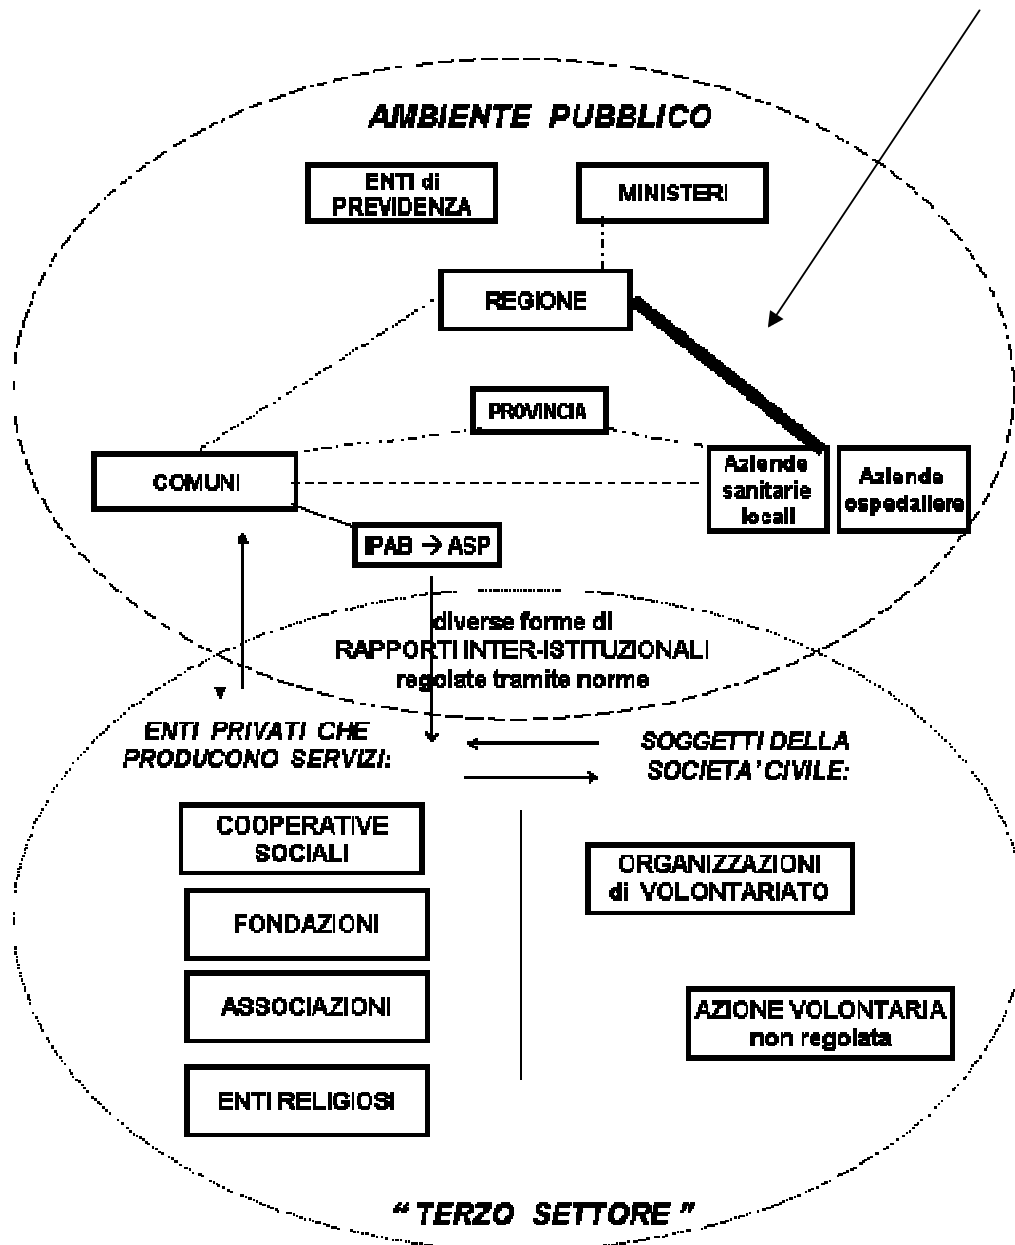 AMBIENTE PUBBLICO
ENTI di
PREVIDENZA
MINISTERI
REGIONE
PROVINCIA
COMUNI
Aziende
sanitarie
locali
Aziende
ospedaliere
IPAB → ASP
diverse forme di
RAPPORTI INTER-ISTITUZIONALI
regolate tramite norme
ENTI PRIVATI CHE
PRODUCONO SERVIZI:
SOGGETTI DELLA
SOCIETA' CIVILE:
COOPERATIVE
SOCIALI
FONDAZIONI
ASSOCIAZIONI
ENTI RELIGIOSI
ORGANIZZAZIONI
di VOLONTARIATO
AZIONE VOLONTARIA
non regolata
“ TERZO SETTORE ”